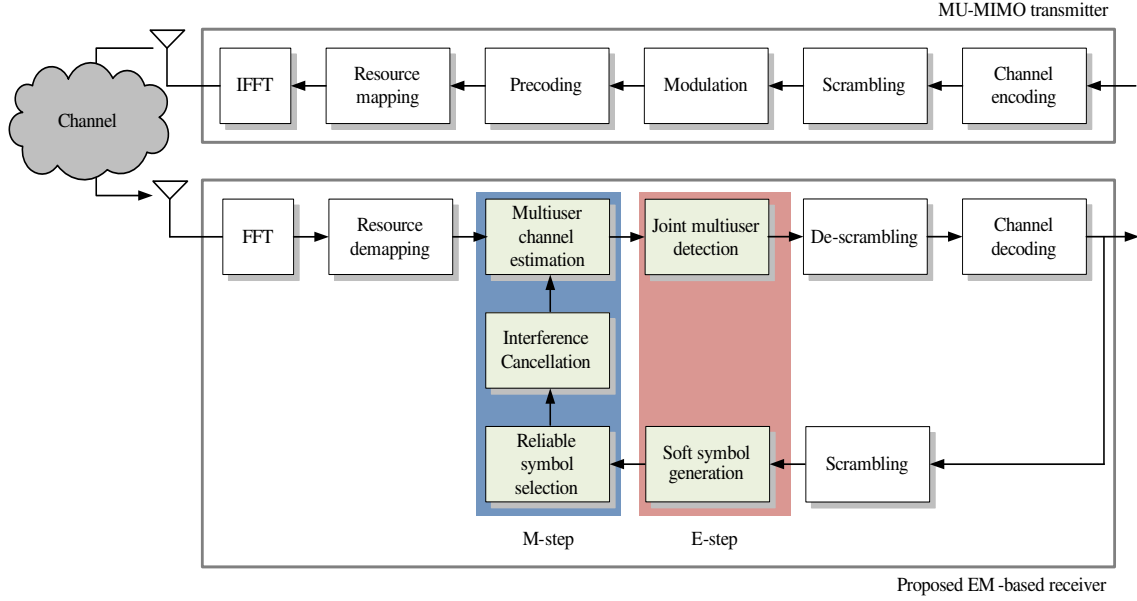 MU-MIMO transmitter
IFFT
Resource
mapping
Precoding
Modulation
Scrambling
Channel
encoding
Channel
FFT
Resource
demapping
Multiuser
channel
estimation
Joint multiuser
detection
De-scrambling
Channel
decoding
Interference
Cancellation
Reliable
symbol
selection
Soft symbol
generation
Scrambling
M-step
E-step
Proposed EM -based receiver